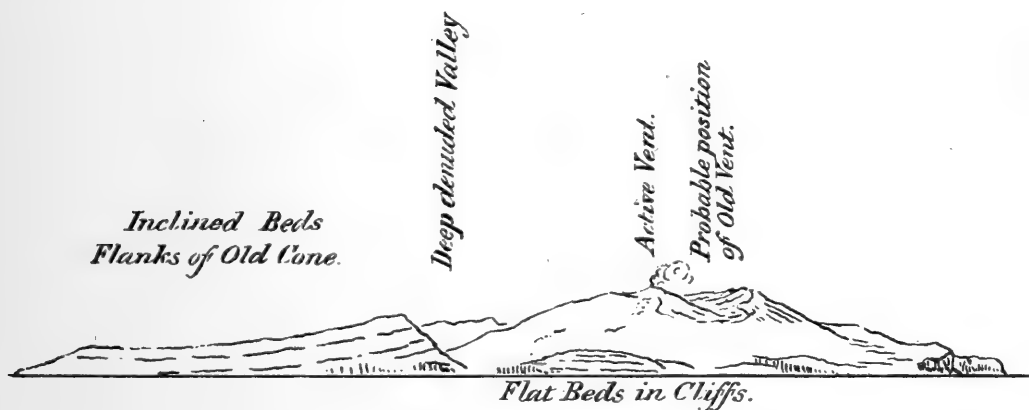 Deep denuded Valley
Active Vent.
Probable position
of Old Vent.
Inclined Beds
Flanks of Old Cone.
Flat Beds in Cliffs.